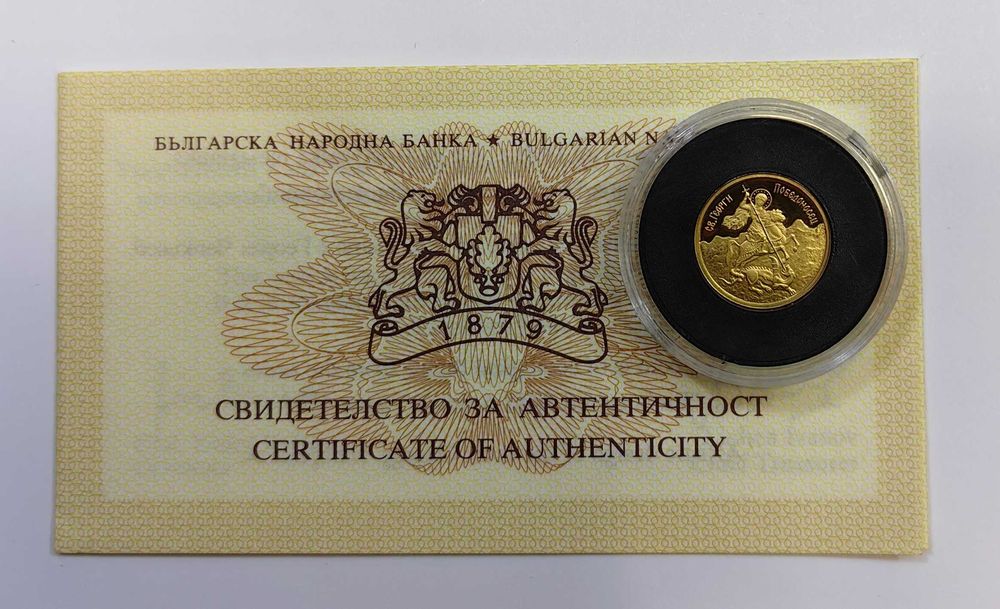 БЪЛГАРСКА НАРОДНА БАНКА ★ BULGARIAN N
СВ. ГЕОРГИ ПОБЕДОНОСЕЦ
1879
СВИДЕТЕЛСТВО ЗА АВТЕНТИЧНОСТ
CERTIFICATE OF AUTHENTICITY